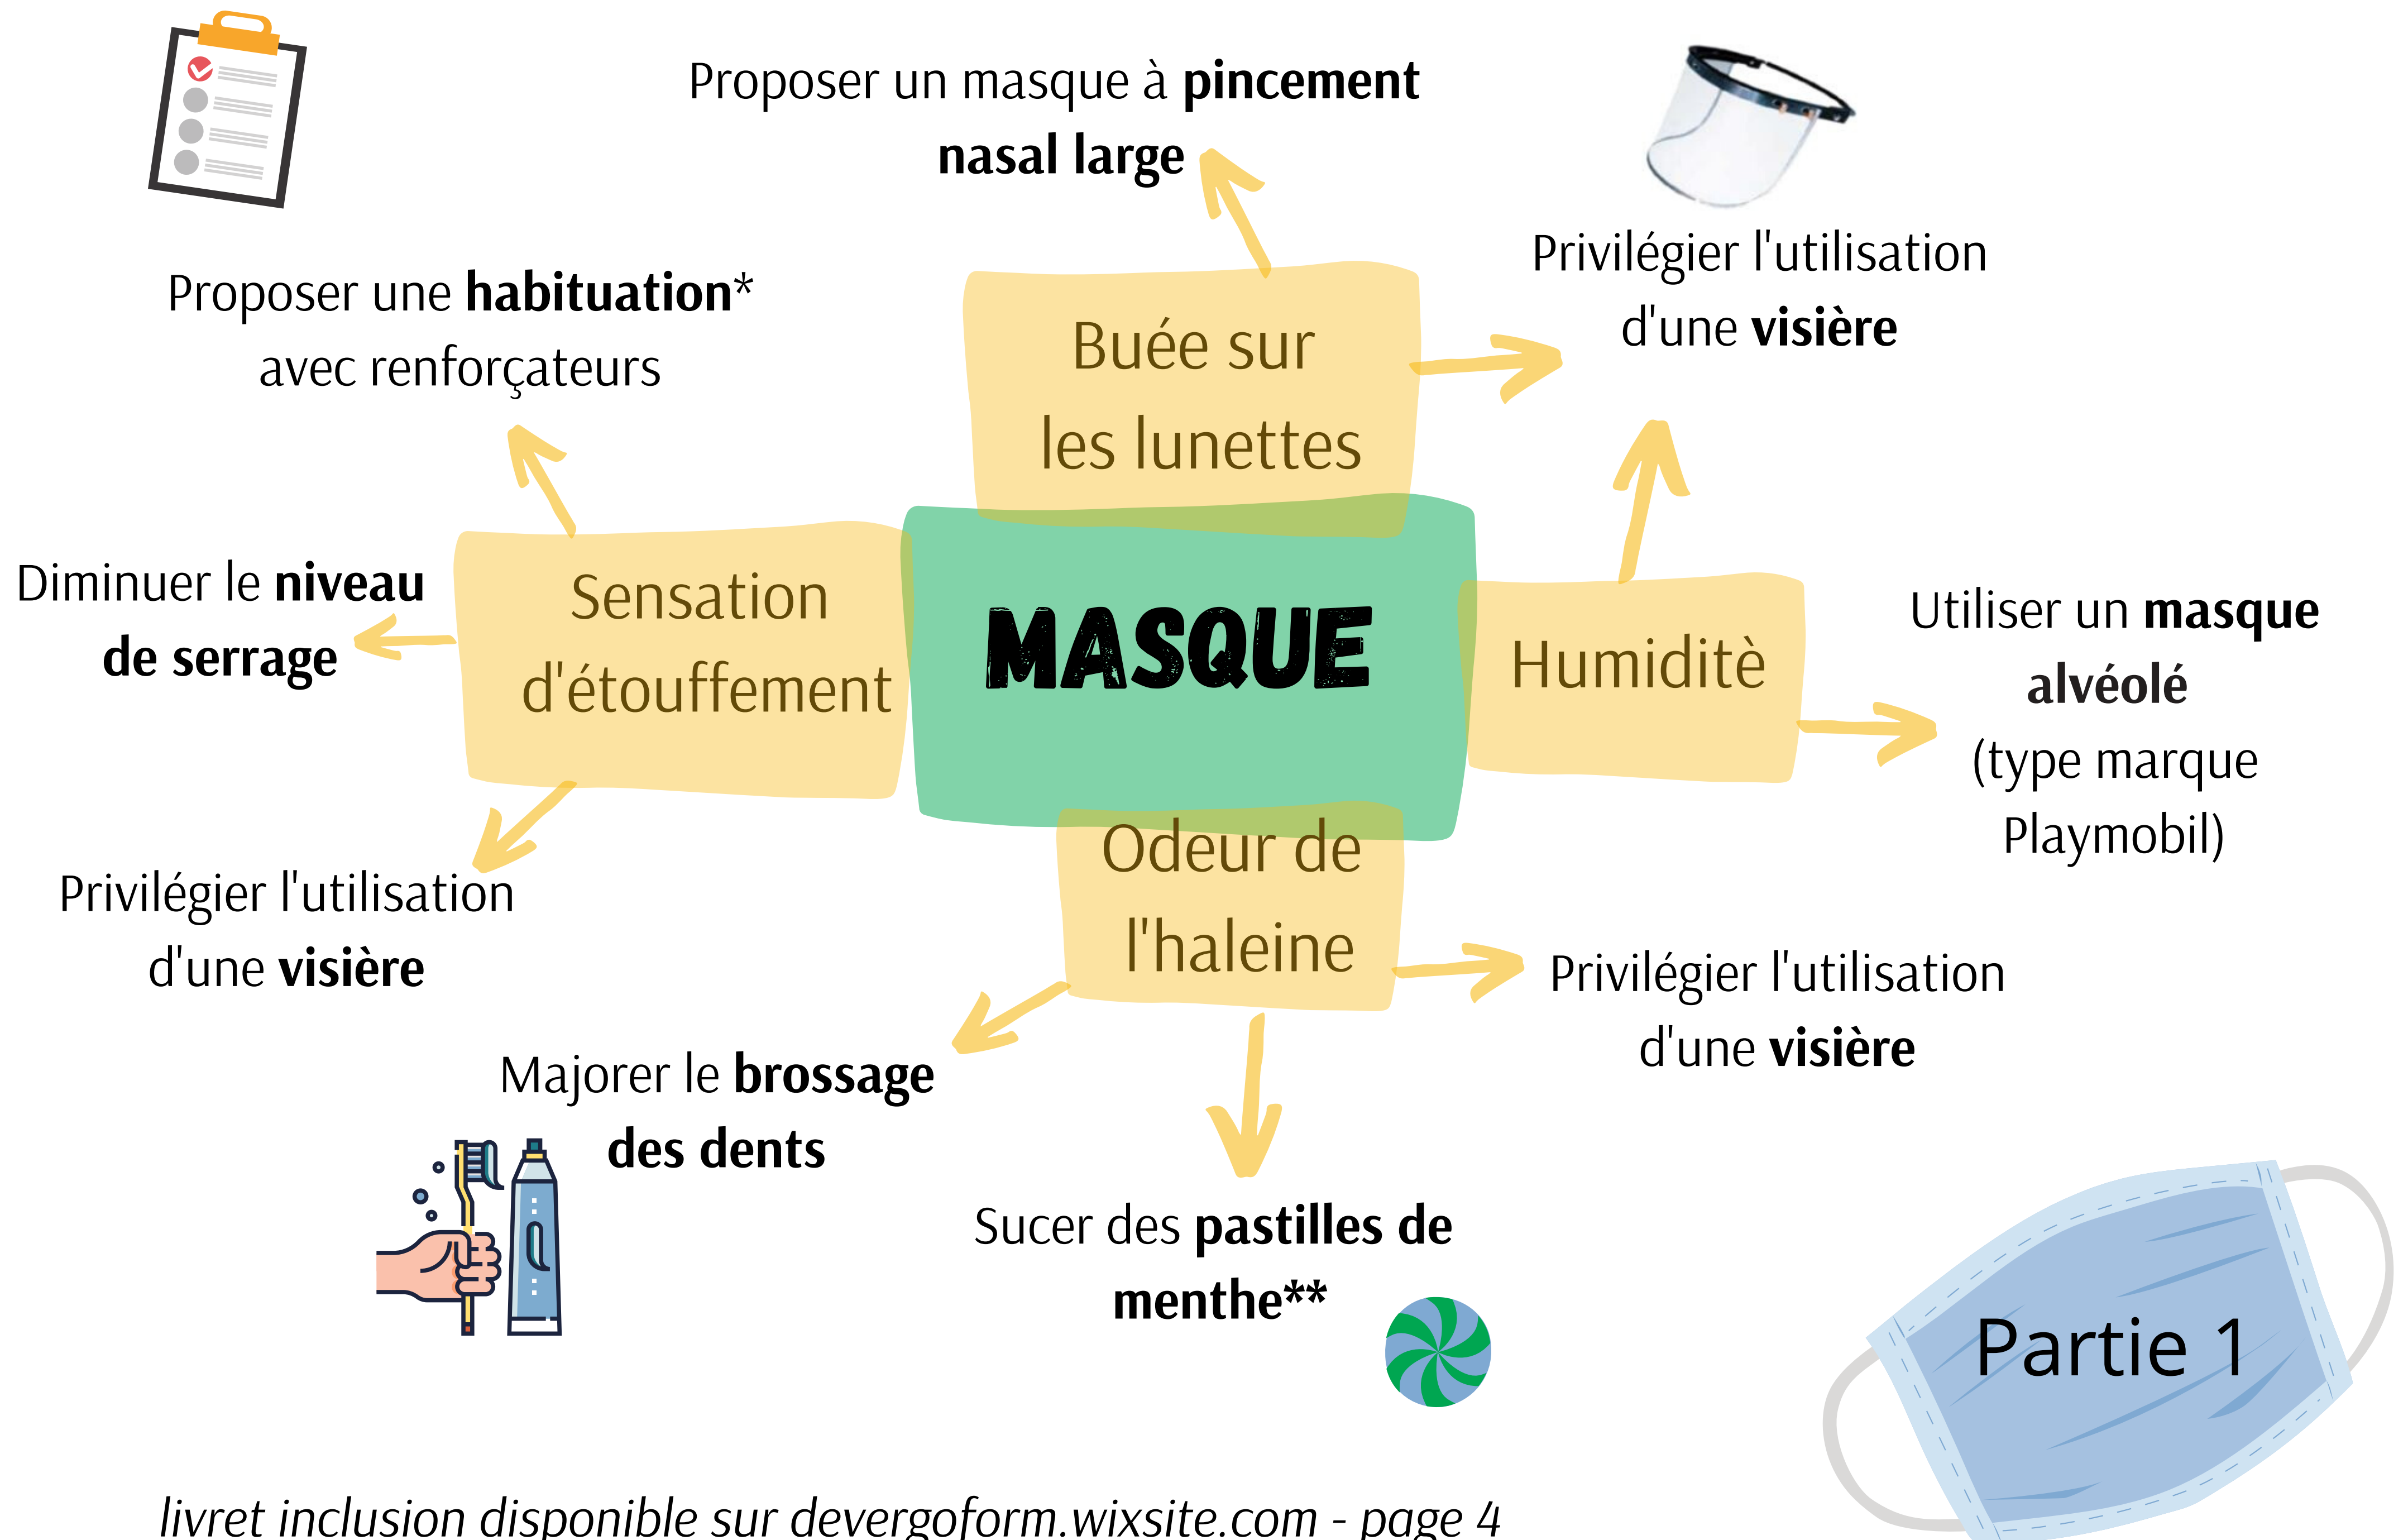 Proposer un masque à pincement
nasal large
Privilégier l'utilisation
d'une visière
Proposer une habituation*
avec renforçateurs
Buée sur
les lunettes
Diminuer le niveau
de serrage
Sensation
d'étouffement
MASQUE
Humiditè
Utiliser un masque
alvéolé
(type marque
Playmobil)
Privilégier l'utilisation
d'une visière
Odeur de
l'haleine
Privilégier l'utilisation
d'une visière
Majorer le brossage
des dents
Sucer des pastilles de
menthe**
Partie 1
livret inclusion disponible sur devergoform.wixsite.com - page 4